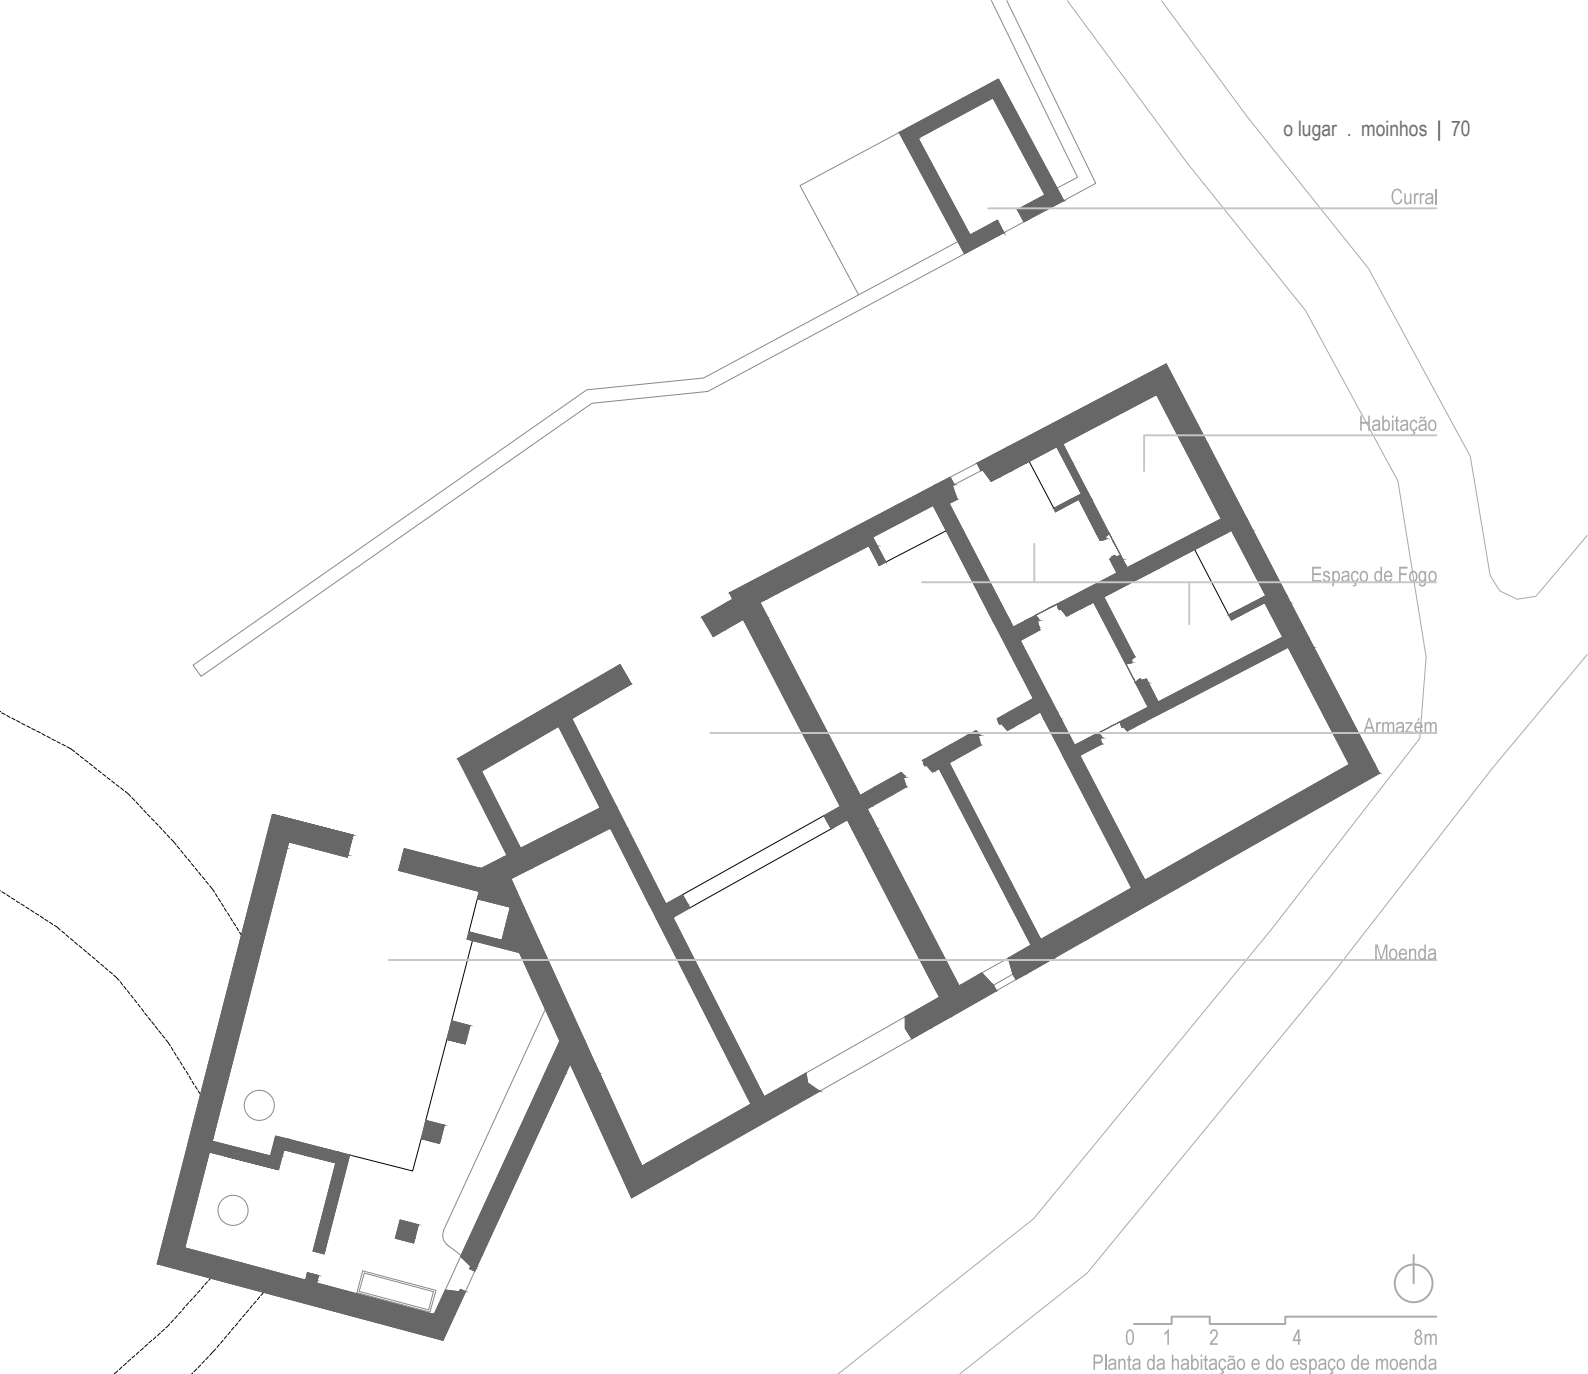 o lugar . moinhos | 70
Curral
Habitação
Espaço de Fogo
Armazém
Moenda
0 1 2 4 8m
Planta da habitação e do espaço de moenda